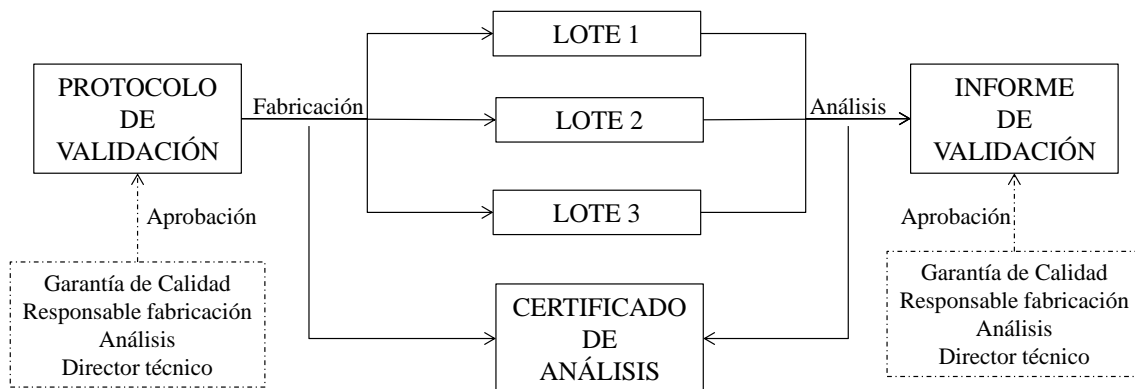 PROTOCOLO
DE
VALIDACIÓN
Fabricación
LOTE 1
LOTE 2
LOTE 3
Análisis
INFORME
DE
VALIDACIÓN
Aprobación
Garantía de Calidad
Responsable fabricación
Análisis
Director técnico
CERTIFICADO
DE
ANÁLISIS
Aprobación
Garantía de Calidad
Responsable fabricación
Análisis
Director técnico